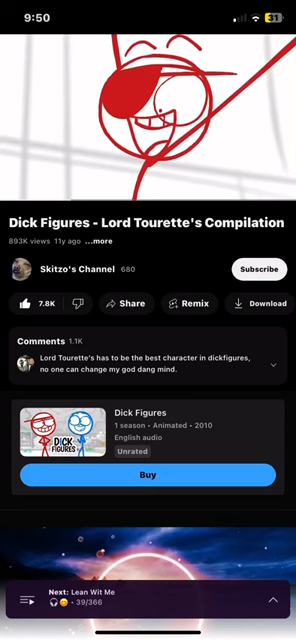 9:50
31
Dick Figures - Lord Tourette's Compilation
893K views 11y ago ...more
Skitzo's Channel 680
Subscribe
7.8K
Share
Remix
Download
Comments 1.1K
Lord Tourette's has to be the best character in dickfigures,
no one can change my god dang mind.
DICK
FIGURES
Dick Figures
1 season • Animated • 2010
English audio
Unrated
Buy
Next: Lean Wit Me
🎧😊 • 39/366